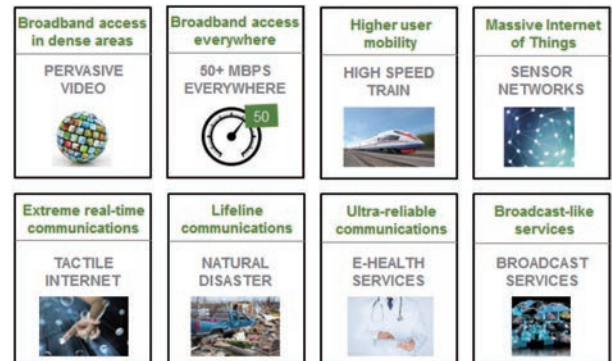 Broadband access
in dense areas
PERVASIVE
VIDEO
Broadband access
everywhere
50+ MBPS
EVERYWHERE
50
Higher user
mobility
HIGH SPEED
TRAIN
Massive Internet
of Things
SENSOR
NETWORKS
Extreme real-time
communications
TACTILE
INTERNET
Lifeline
communications
NATURAL
DISASTER
Ultra-reliable
communications
E-HEALTH
SERVICES
Broadcast-like
services
BROADCAST
SERVICES